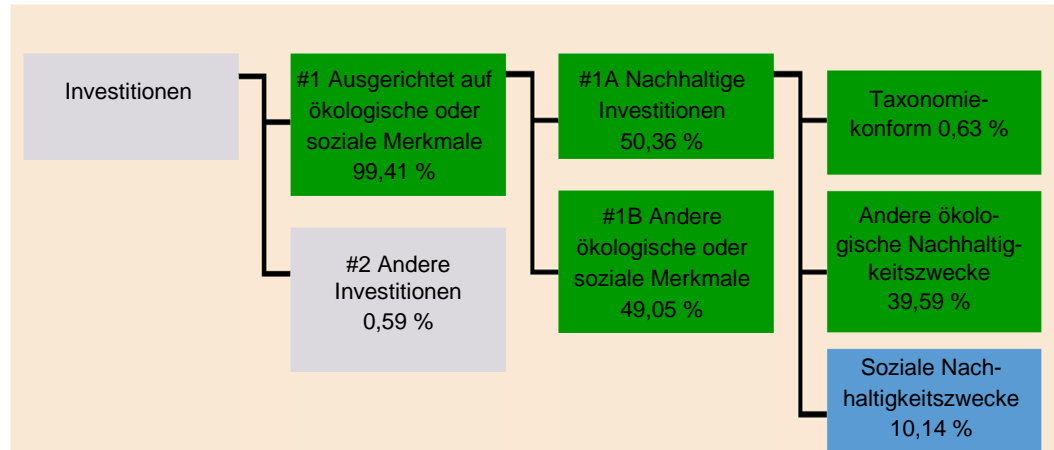 Investitionen
#1 Ausgerichtet auf
ökologische oder
soziale Merkmale
99,41 %
#2 Andere
Investitionen
0,59 %
#1A Nachhaltige
Investitionen
50,36 %
#1B Andere
ökologische oder
soziale Merkmale
49,05 %
Taxonomie-
konform 0,63 %
Andere ökolo-
gische Nachhaltig-
keitszwecke
39,59 %
Soziale Nach-
haltigkeitszwecke
10,14 %